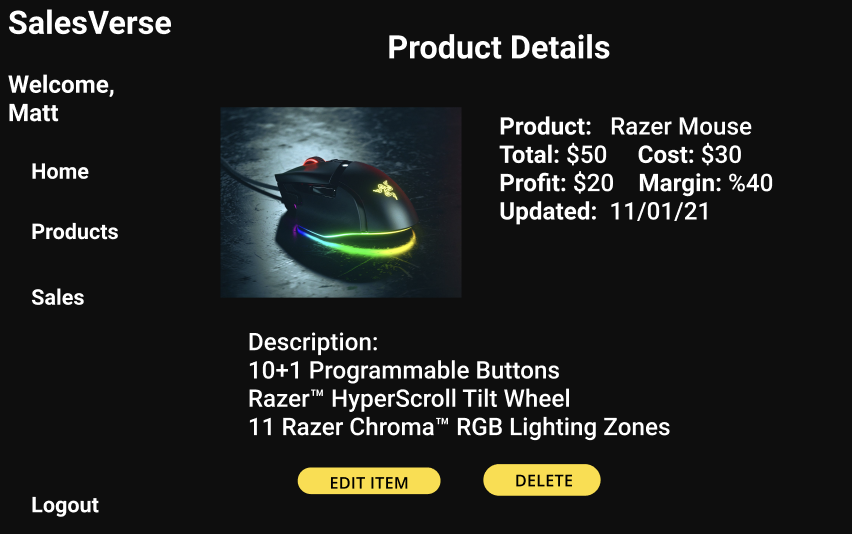 SalesVerse
Product Details
Welcome,
Matt
Home
Products
Sales
Logout
Product: Razer Mouse
Total: $50 Cost: $30
Profit: $20 Margin: %40
Updated: 11/01/21
Description:
10+1 Programmable Buttons
Razer™ HyperScroll Tilt Wheel
11 Razer Chroma™ RGB Lighting Zones
EDIT ITEM
DELETE